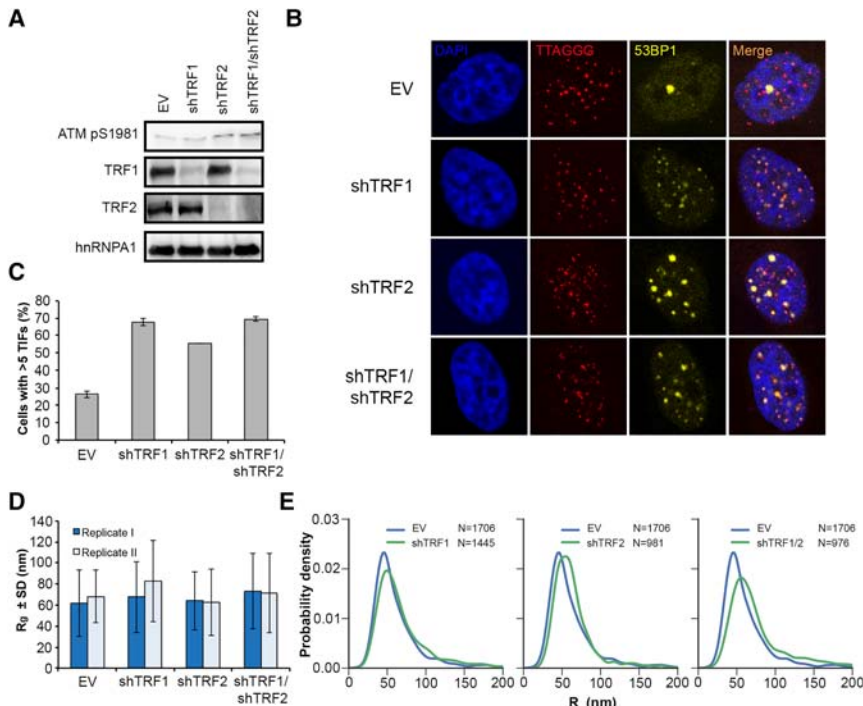 A
EV
shTRF1
shTRF2
shTRF1/shTRF2
ATM pS1981
TRF1
TRF2
hnRNPA1
B
DAPI
TTAGGG
53BP1
Merge
EV
shTRF1
shTRF2
shTRF1/
shTRF2
C
Cells with >5 TIFs (%)
80
70
60
50
40
30
20
10
0
EV
shTRF1
shTRF2
shTRF1/
shTRF2
D
Rg ± SD (nm)
140
120
100
80
60
40
20
0
Replicate I
Replicate II
EV
shTRF1
shTRF2
shTRF1/
shTRF2
E
Probability density
0.03
0.02
0.01
0.00
EV N=1706
shTRF1 N=1445
EV N=1706
shTRF2 N=981
EV N=1706
shTRF1/2 N=976
0 50 100 150 200
0 50 100 150 200
0 50 100 150 200
R (nm)